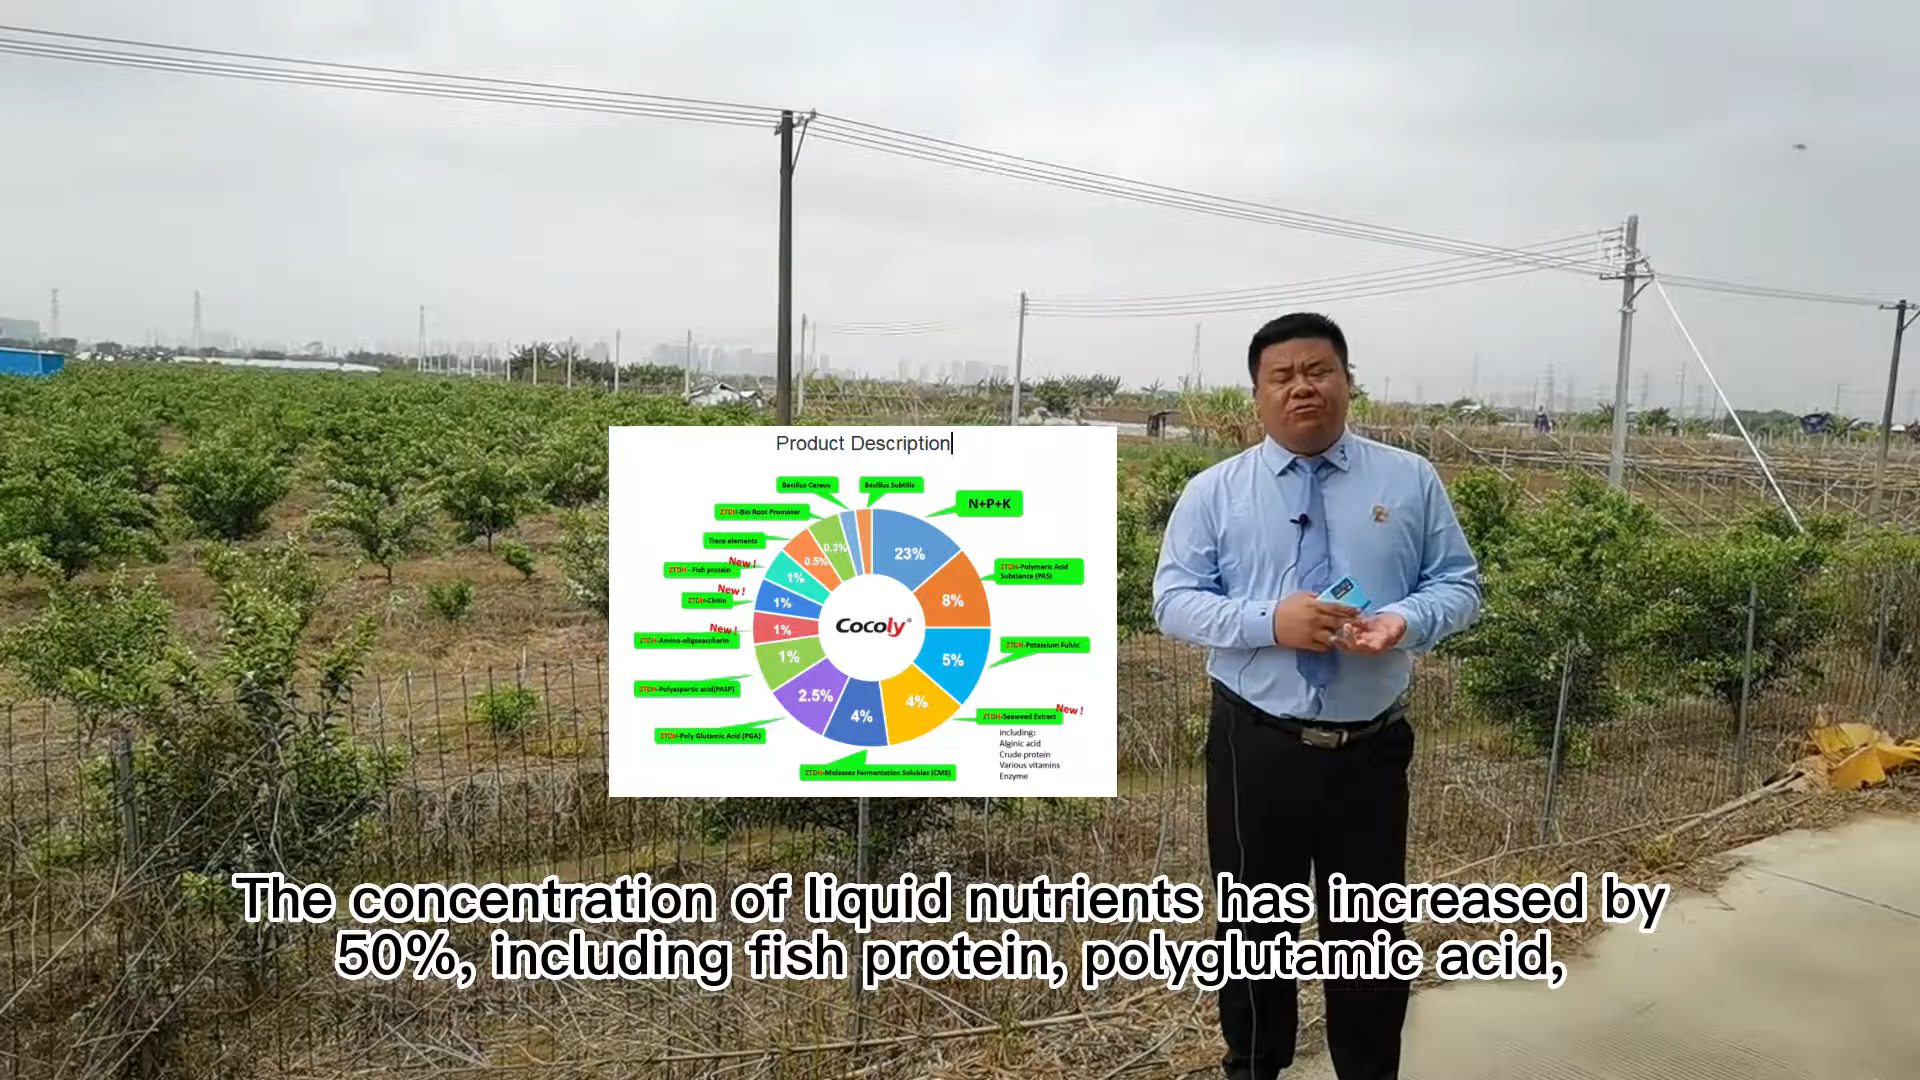 Product Description
Bacillus Cereus
Bacillus Subtilis
N+P+K
ZTDH-Bio Root Promoter
Trace elements
New !
ZTDH- Fish protein
New !
ZTDH-Chitin
New !
ZTDH-Amino-oligosaccharin
ZTDH-Polyaspartic acid(PASP)
ZTDH-Poly Glutamic Acid (PGA)
ZTDH-Molasses Fermentation Solubles (CMS)
ZTDH-Polymeric Acid
Substance (PAS)
ZTDH-Potassium Fulvic
New !
ZTDH-Seaweed Extract
including:
Alginic acid
Crude protein
Various vitamins
Enzyme
23%
8%
5%
4%
4%
2.5%
1%
1%
1%
1%
0.5%
0.3%
Cocoly®
The concentration of liquid nutrients has increased by
50%, including fish protein, polyglutamic acid,